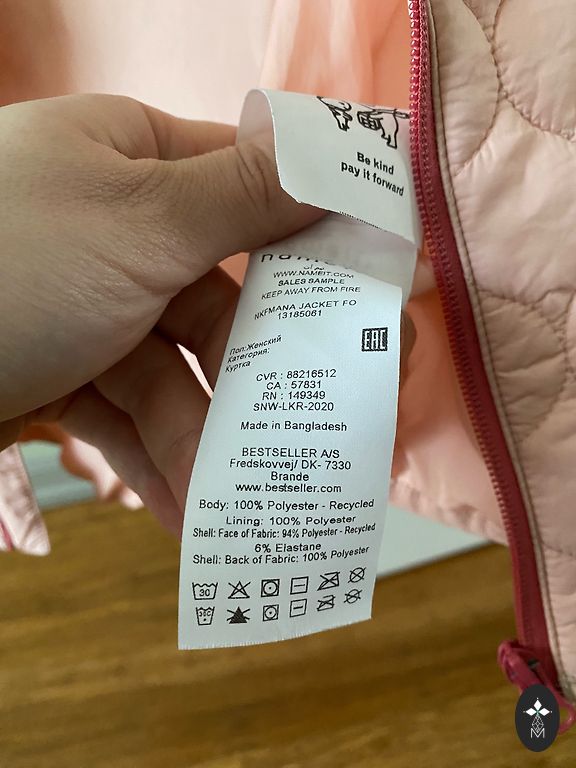 Be kind
pay it forward
WWW.NAMEIT.COM
SALES SAMPLE
KEEP AWAY FROM FIRE
NKFMANA JACKET FO
13185061
Пол:Женский
Категория:
Куртка
EAC
CVR : 88216512
CA : 57831
RN : 149349
SNW-LKR-2020
Made in Bangladesh
BESTSELLER A/S
Fredskovvej/ DK- 7330
Brande
www.bestseller.com
Body: 100% Polyester - Recycled
Lining: 100% Polyester
Shell: Face of Fabric: 94% Polyester - Recycled
6% Elastane
Shell: Back of Fabric: 100% Polyester
30
30C
M